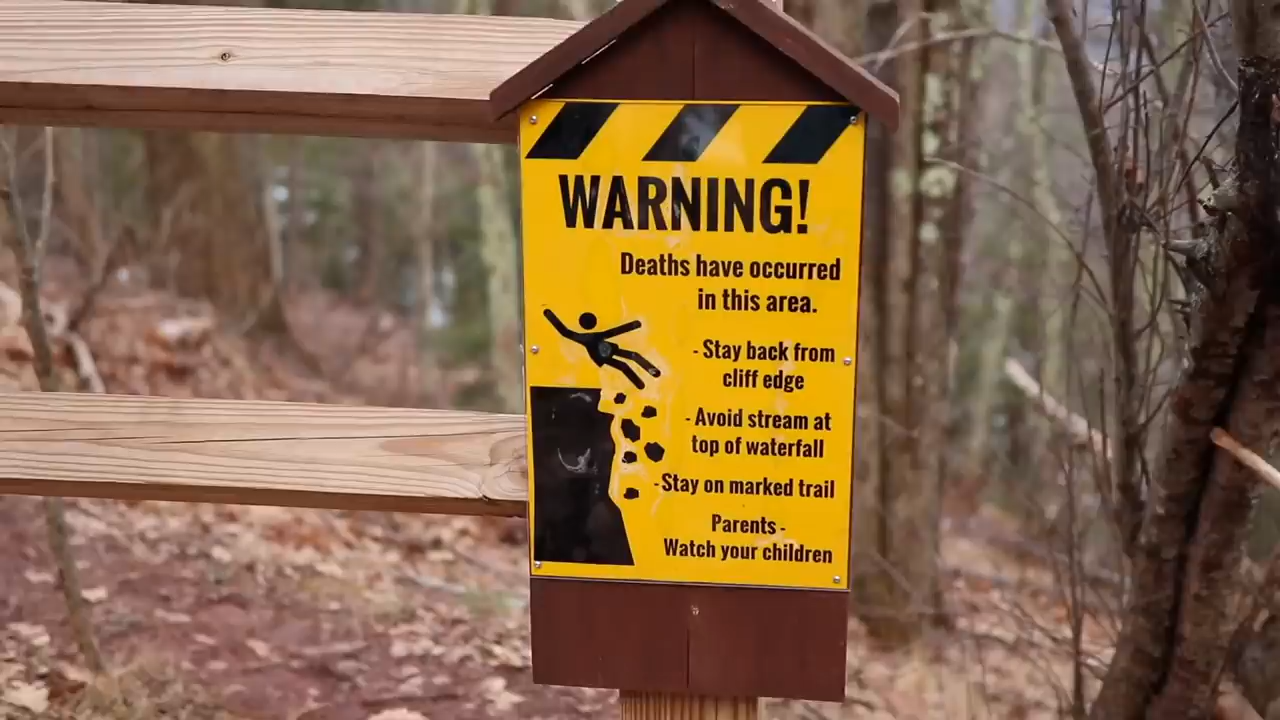 WARNING!
Deaths have occurred
in this area.
- Stay back from
cliff edge
- Avoid stream at
top of waterfall
-Stay on marked trail
Parents -
Watch your children